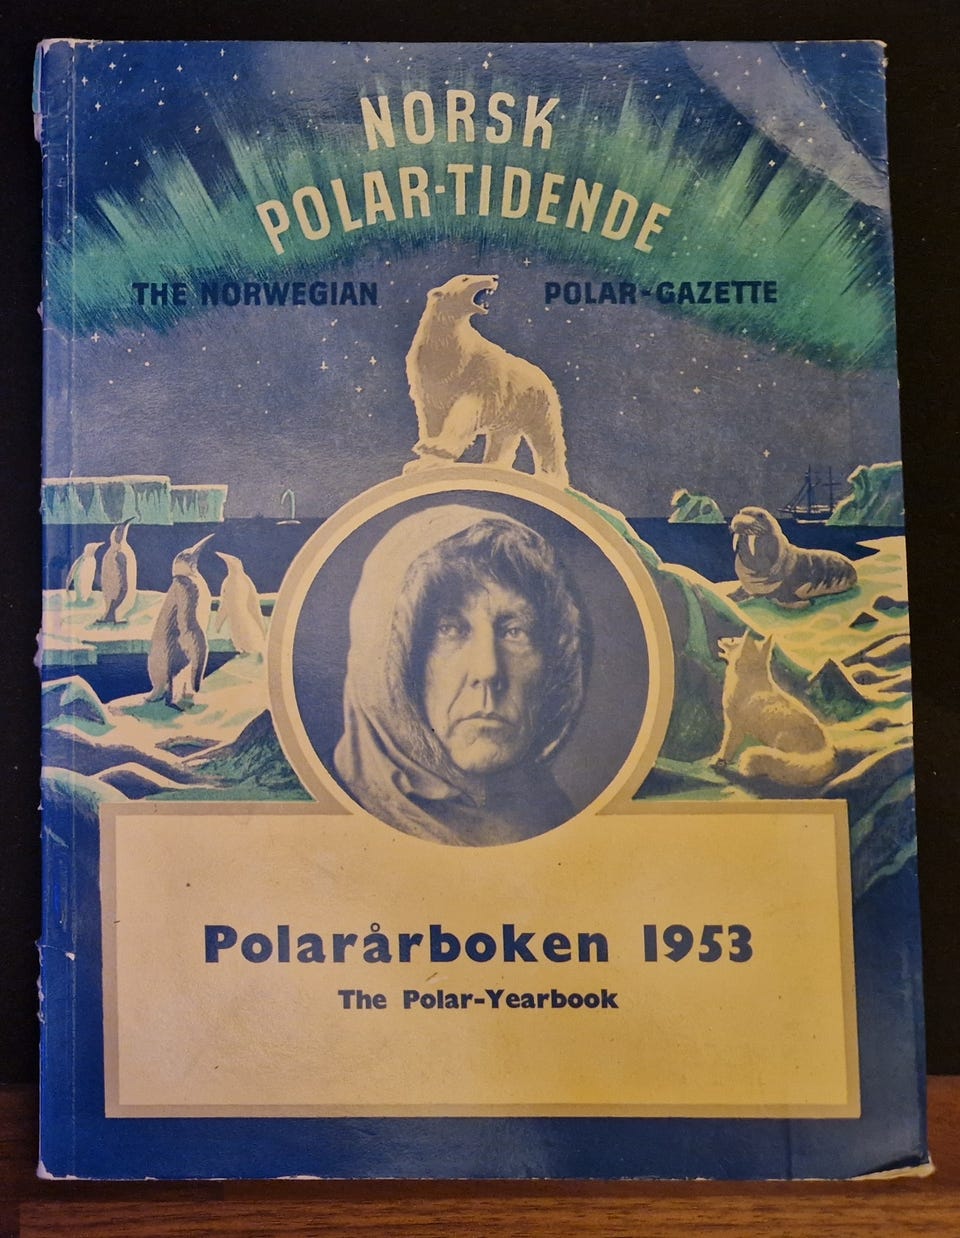 NORSK
POLAR-TIDENDE
THE NORWEGIAN POLAR-GAZETTE
Polarårboken 1953
The Polar-Yearbook